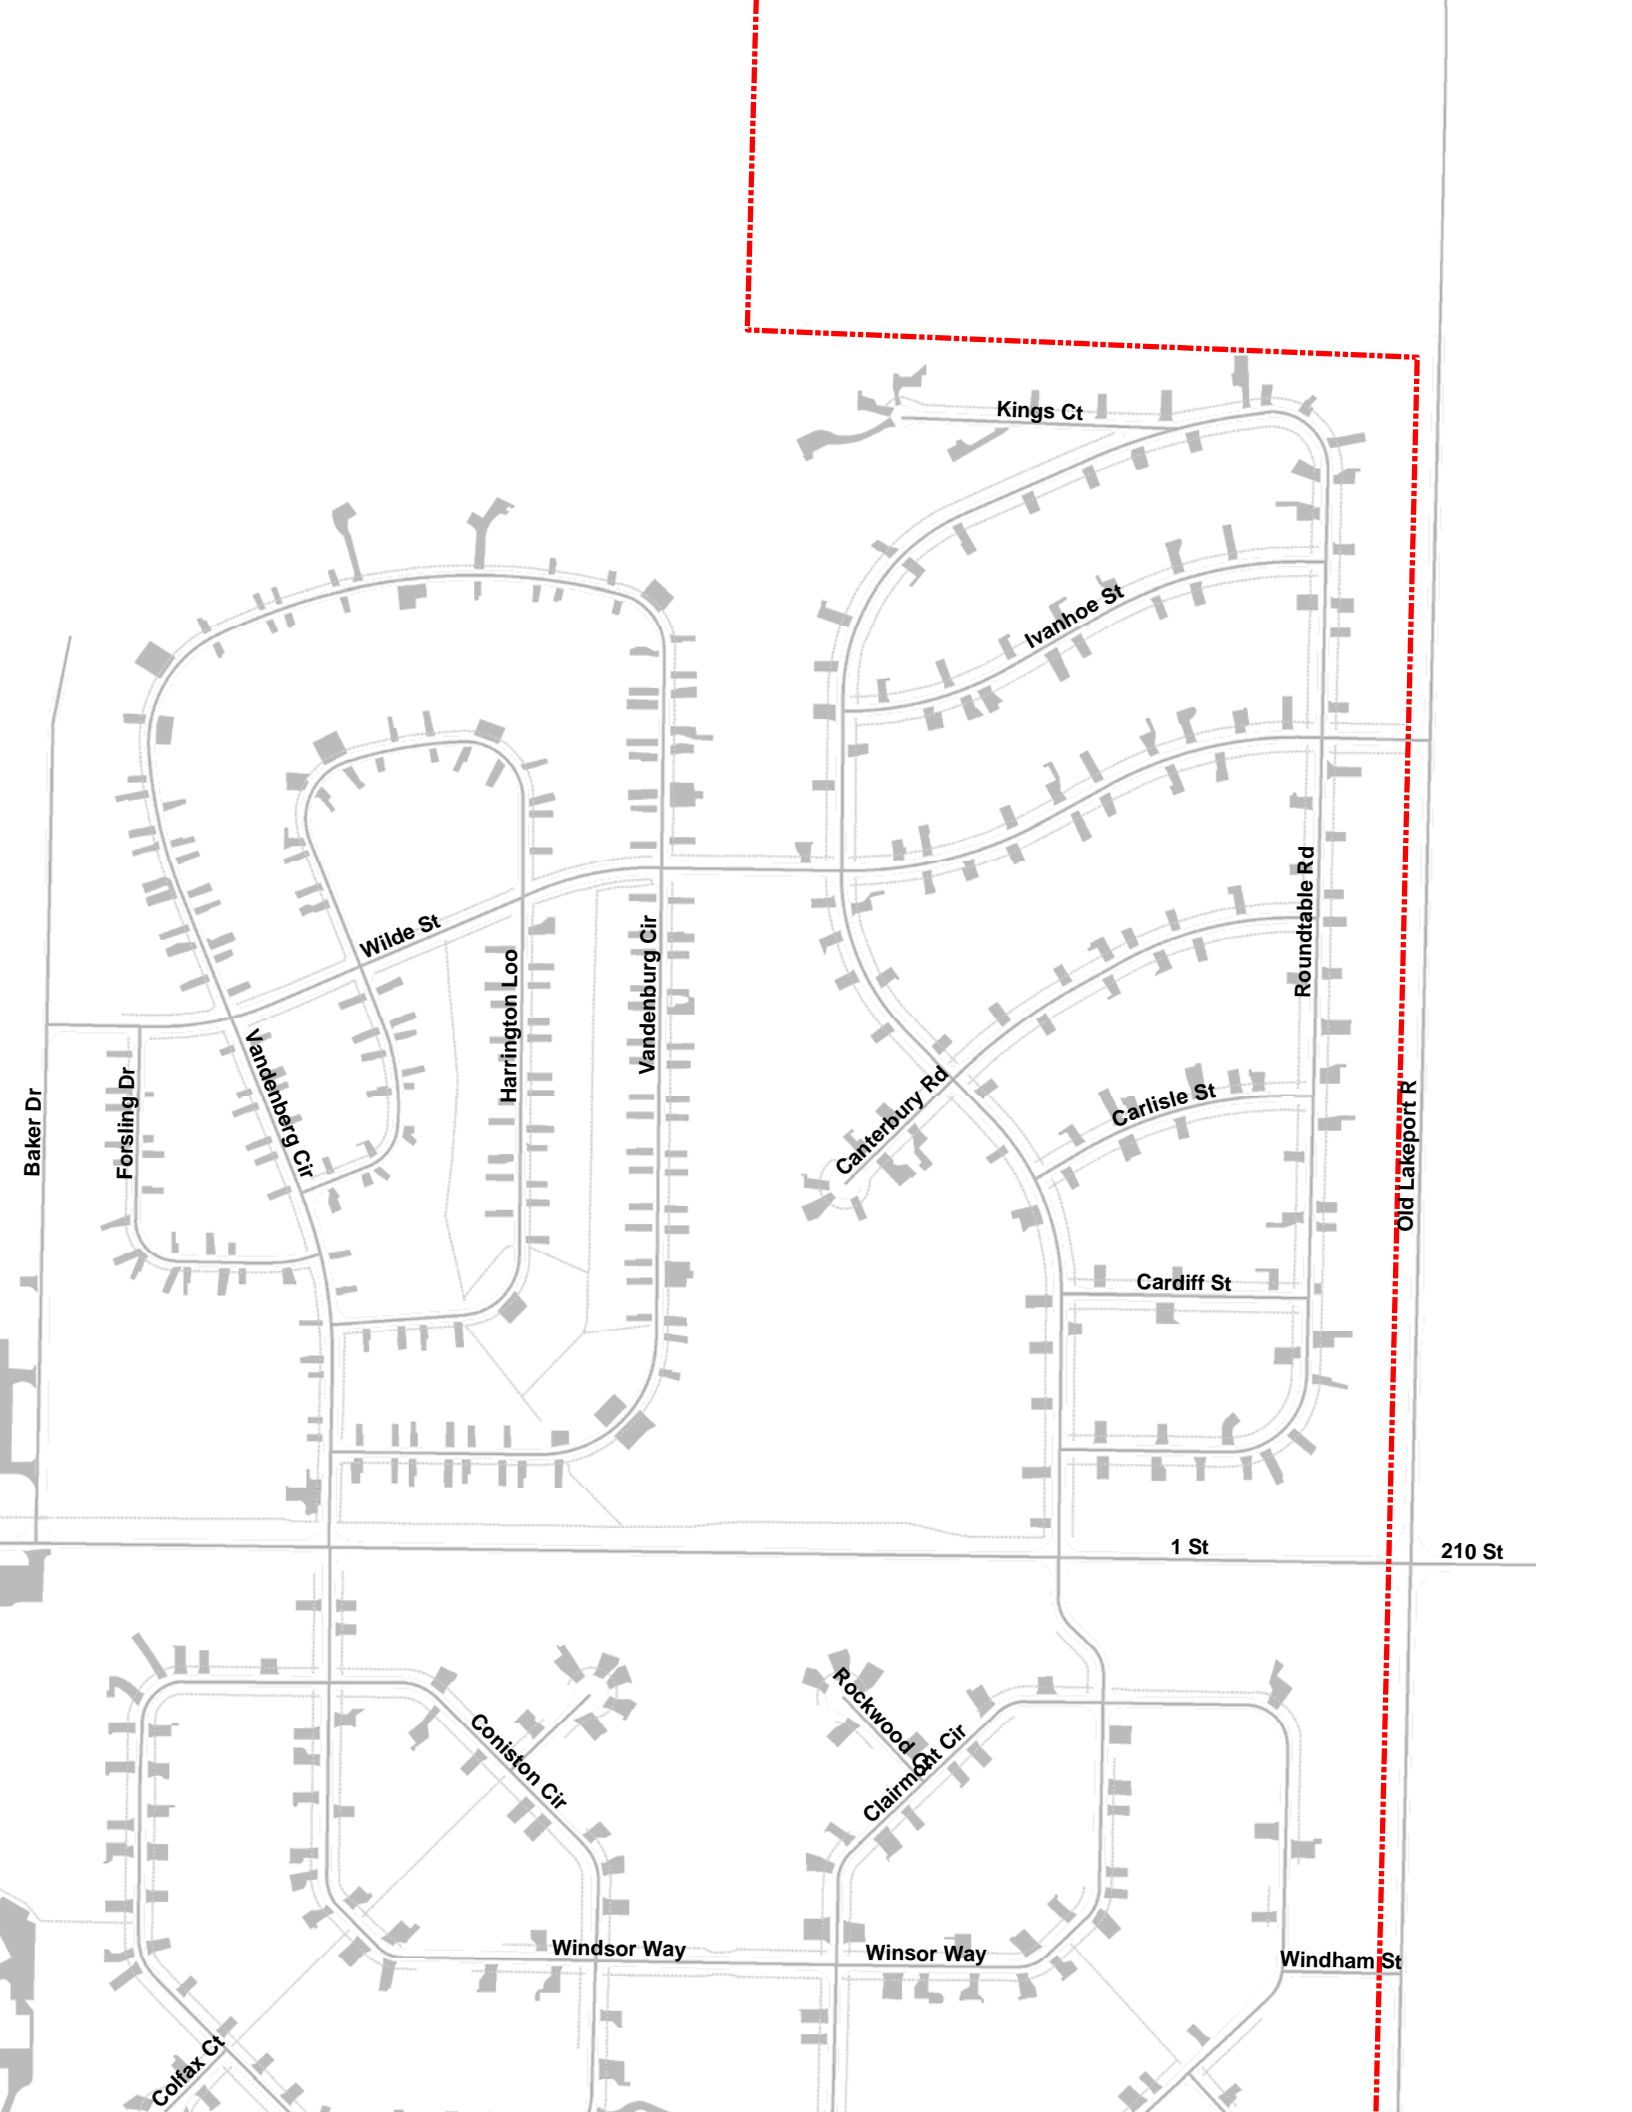 Kings Ct
Ivanhoe St
Roundtable Rd
Wilde St
Vandenburg Cir
Harrington Loo
Vandenberg Cir
Forsling Dr
Baker Dr
Canterbury Rd
Carlisle St
Old Lakeport R
Cardiff St
1 St
210 St
Coniston Cir
Rockwood C
Clairmont Cir
Windsor Way
Winsor Way
Windham St
Colfax Ct